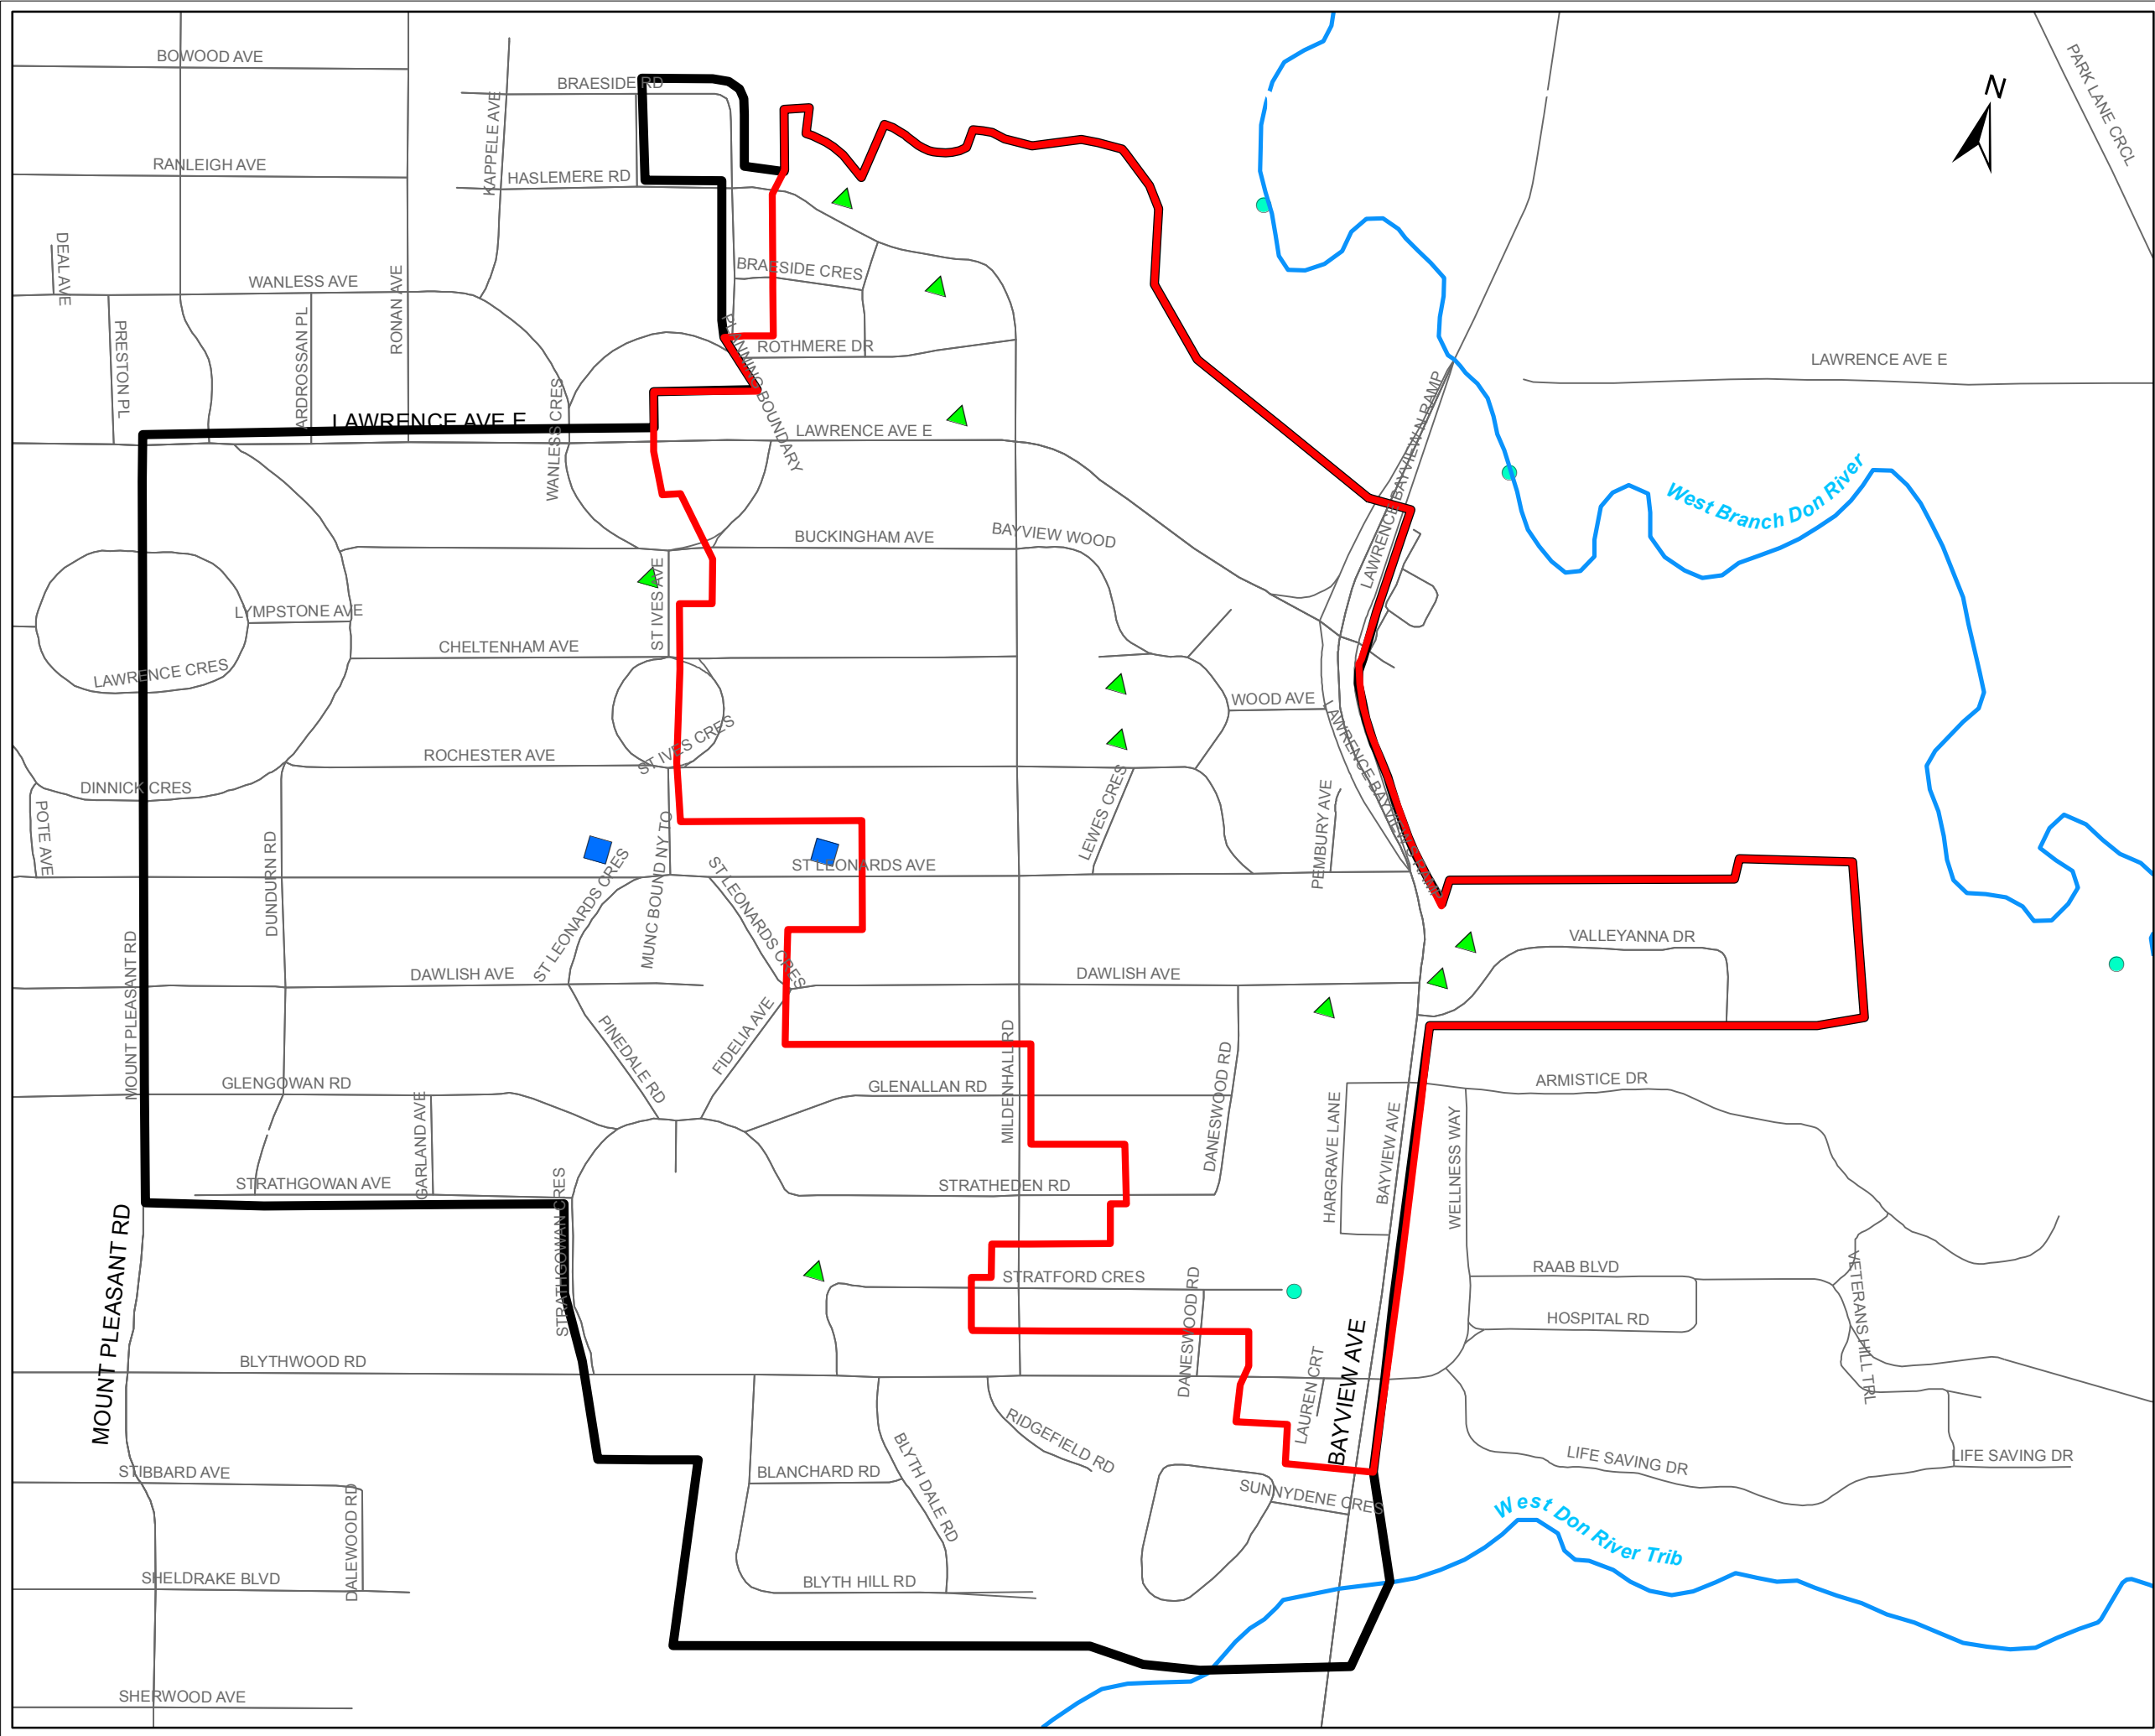 BOWOOD AVE
BRAESIDE RD
PARK LANE CRCL
N
KAPPELE AVE
RANLEIGH AVE
HASLEMERE RD
DEAL AVE
WANLESS AVE
RONAN AVE
BRAESIDE CRES
PRESTON PL
ARDROSSAN PL
PLANNING BOUNDARY
ROTHMERE DR
LAWRENCE AVE E
WANLESS CRES
LAWRENCE AVE E
LAWRENCE AVE E
LAWRENCE BAYVIEW N RAMP
West Branch Don River
BUCKINGHAM AVE
BAYVIEW WOOD
ST IVES AVE
LYMPSTONE AVE
CHELTENHAM AVE
LAWRENCE CRES
WOOD AVE
ST IVES CRES
ROCHESTER AVE
LAWRENCE BAYVIEW S RAMP
DINNICK CRES
POTE AVE
DUNDURN RD
LEWES CRES
PEMBURY AVE
ST LEONARDS CRES
MUNC BOUND NY TO
ST LEONARDS CRES
ST LEONARDS AVE
VALLEYANNA DR
MOUNT PLEASANT RD
DAWLISH AVE
DAWLISH AVE
PINEDALE RD
FIDELIA AVE
MILDENHALL RD
DANESWOOD RD
GLENGOWAN RD
GLENALLAN RD
ARMISTICE DR
GARLAND AVE
HARGRAVE LANE
BAYVIEW AVE
WELLNESS WAY
STRATHGOWAN AVE
STRATHEDEN RD
MOUNT PLEASANT RD
STRATHGOWAN CRES
STRATFORD CRES
DANESWOOD RD
RAAB BLVD
VETERANS HILL TRL
HOSPITAL RD
BLYTHWOOD RD
LAUREN CRT
BAYVIEW AVE
RIDGEFIELD RD
BLYTH DALE RD
STIBBARD AVE
BLANCHARD RD
LIFE SAVING DR
LIFE SAVING DR
SUNNYDENE CRES
DALEWOOD RD
West Don River Trib
SHELDRAKE BLVD
BLYTH HILL RD
SHERWOOD AVE